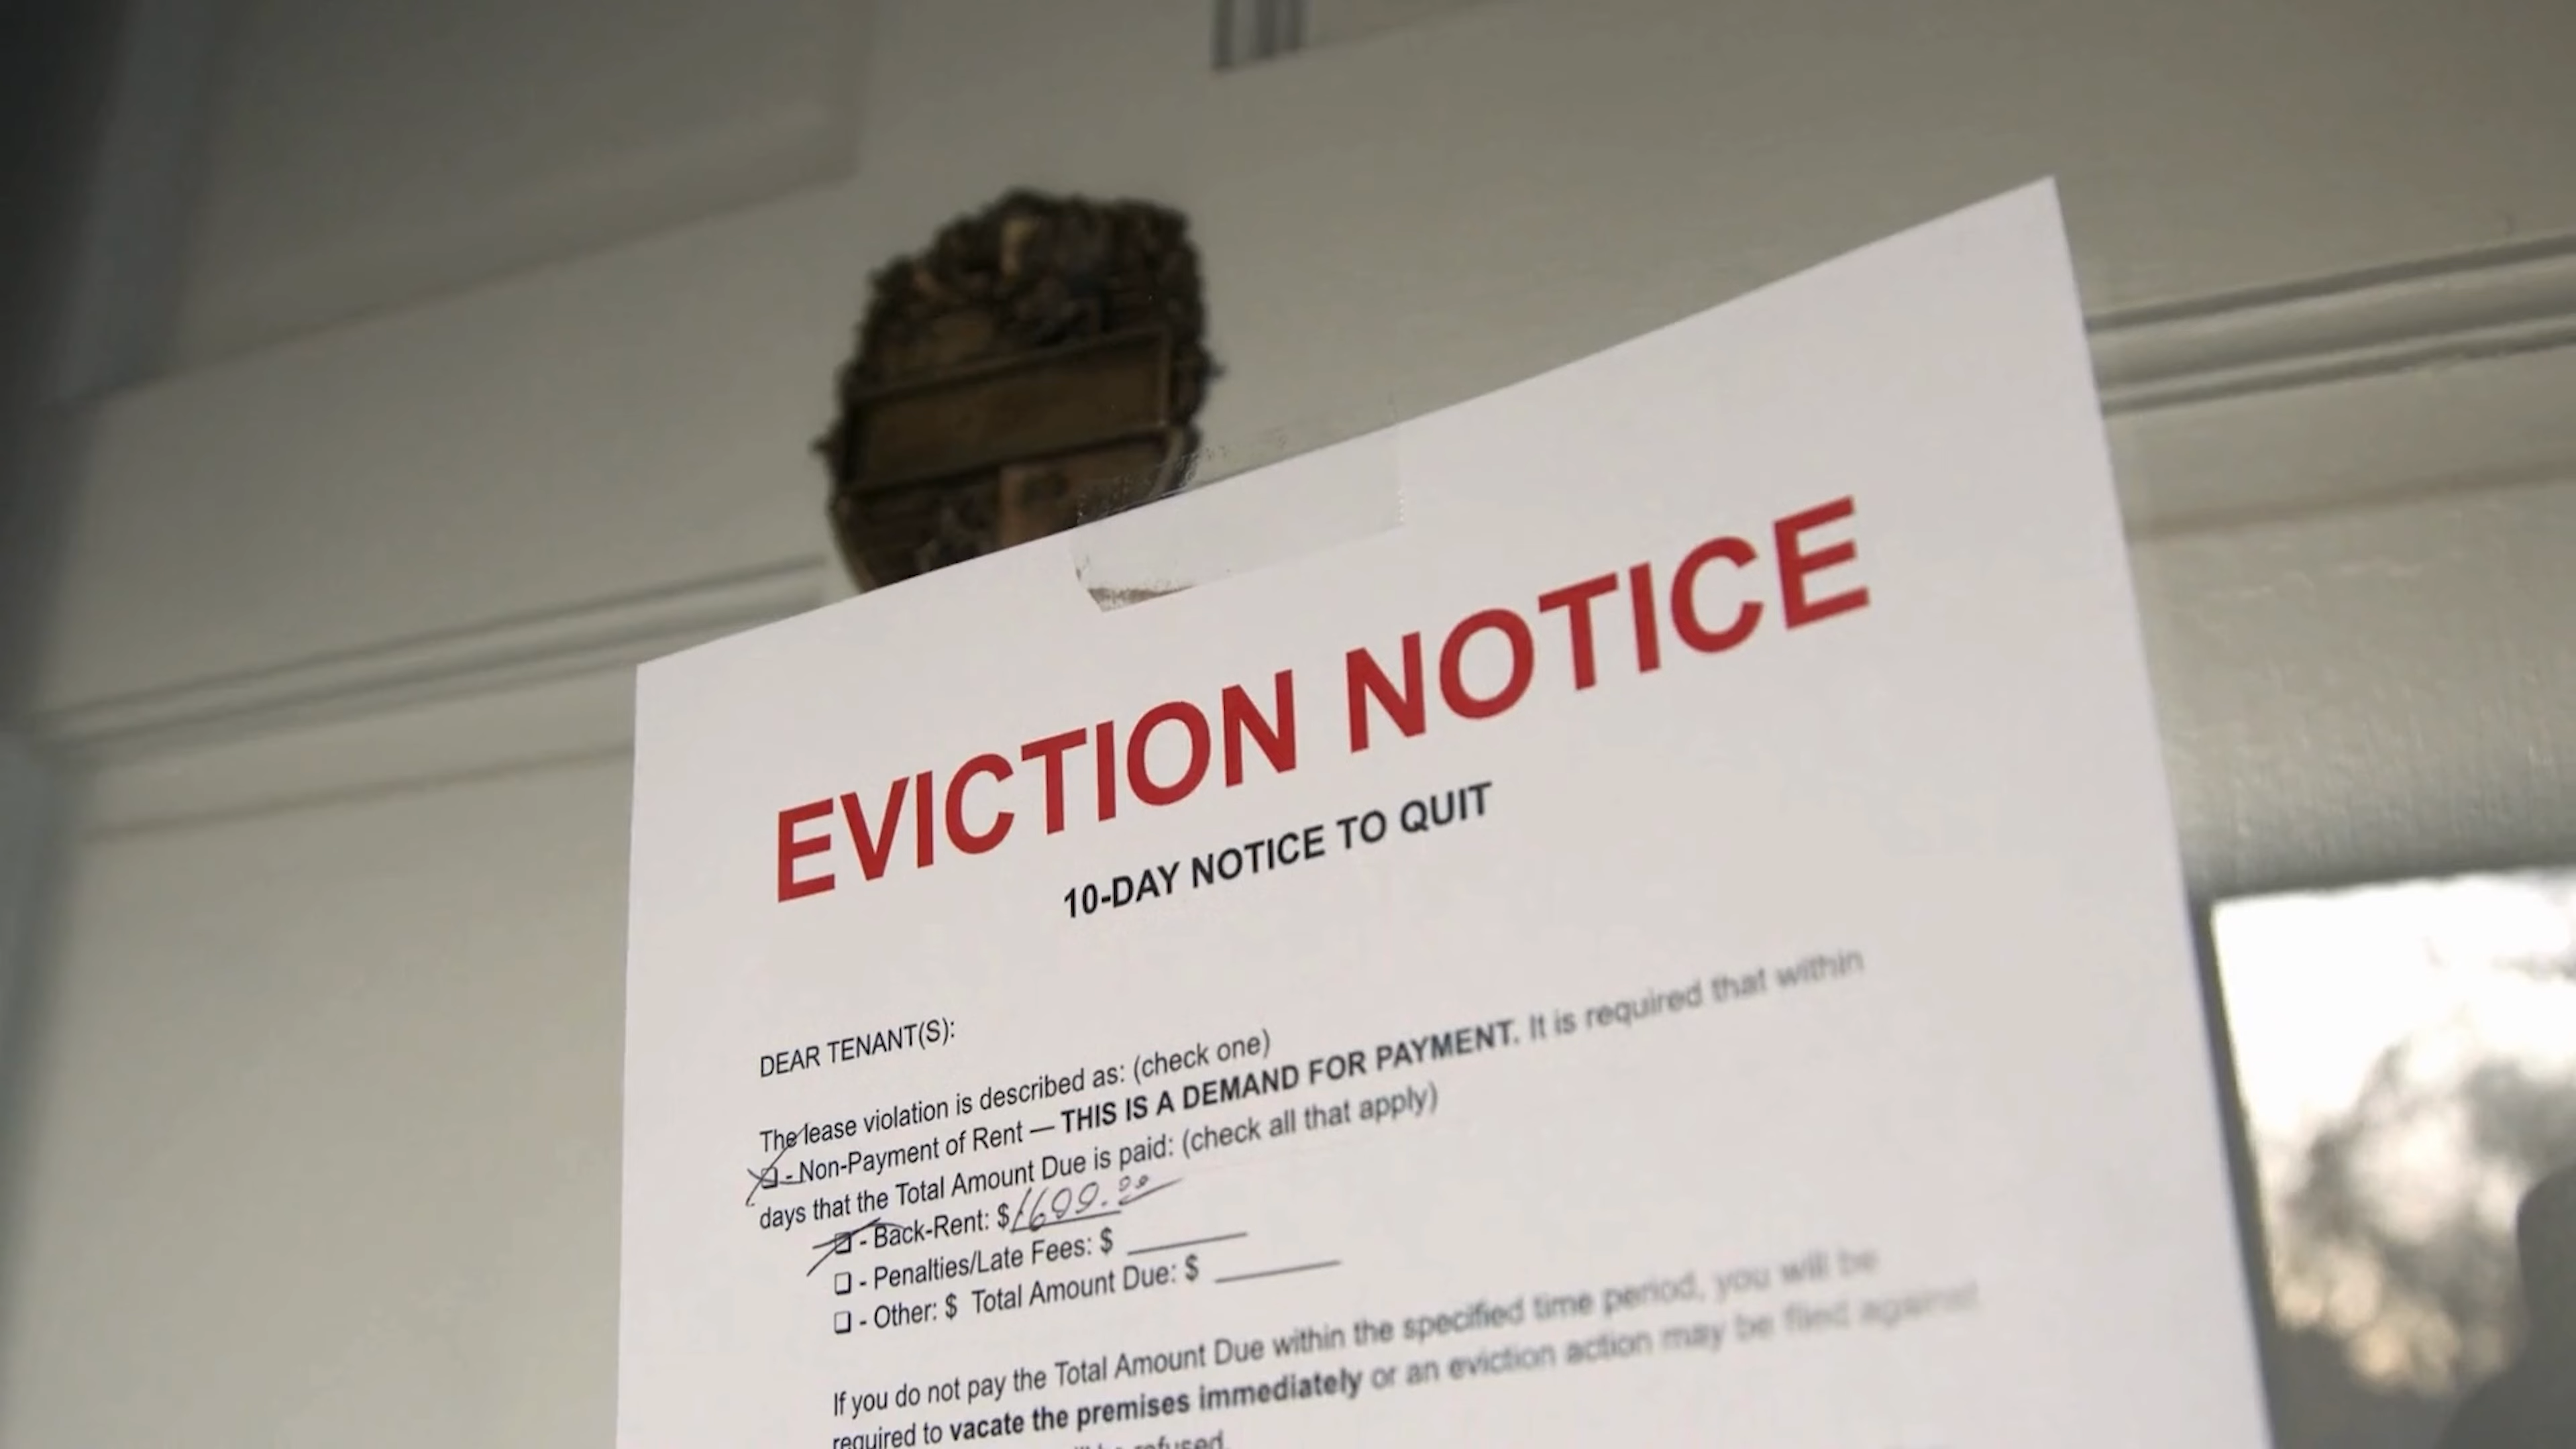 EVICTION NOTICE
10-DAY NOTICE TO QUIT
DEAR TENANT(S):
The lease violation is described as: (check one)
❏ - Non-Payment of Rent — THIS IS A DEMAND FOR PAYMENT. It is required that within
days that the Total Amount Due is paid: (check all that apply)
❏ - Back-Rent: $1699.00
❏ - Penalties/Late Fees: $
❏ - Other: $ Total Amount Due: $
If you do not pay the Total Amount Due within the specified time period, you will be
required to vacate the premises immediately or an eviction action may be filed against
refused.